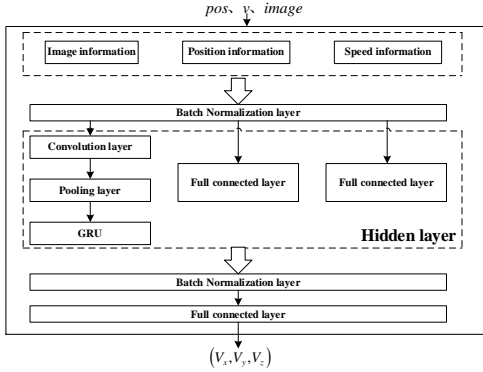 pos、v、image
Image information Position information Speed information
Batch Normalization layer
Convolution layer
Pooling layer
Full connected layer Full connected layer
GRU
Hidden layer
Batch Normalization layer
Full connected layer
(Vx,Vy,Vz)